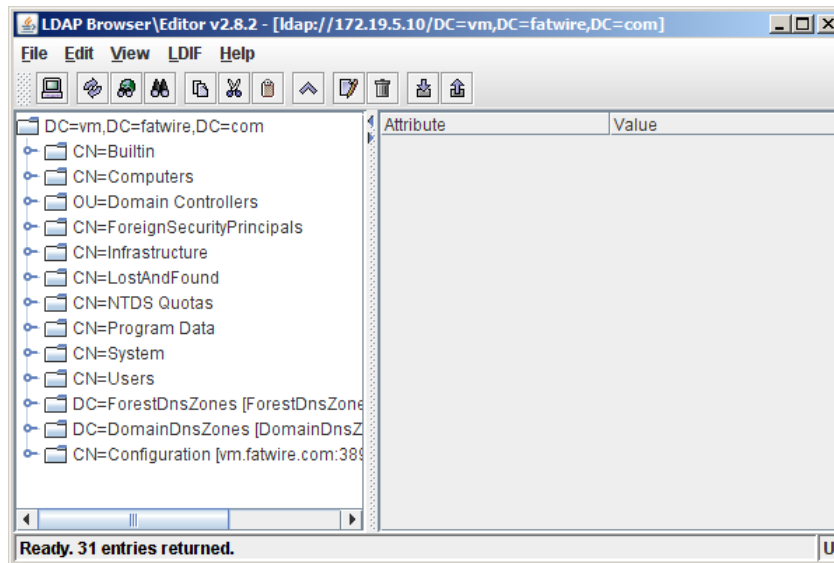 LDAP Browser\Editor v2.8.2 - [ldap://172.19.5.10/DC=vm,DC=fatwire,DC=com]
File Edit View LDIF Help
DC=vm,DC=fatwire,DC=com
CN=Builtin
CN=Computers
OU=Domain Controllers
CN=ForeignSecurityPrincipals
CN=Infrastructure
CN=LostAndFound
CN=NTDS Quotas
CN=Program Data
CN=System
CN=Users
DC=ForestDnsZones [ForestDnsZone
DC=DomainDnsZones [DomainDnsZ
CN=Configuration [vm.fatwire.com:389
Attribute Value
Ready. 31 entries returned. U